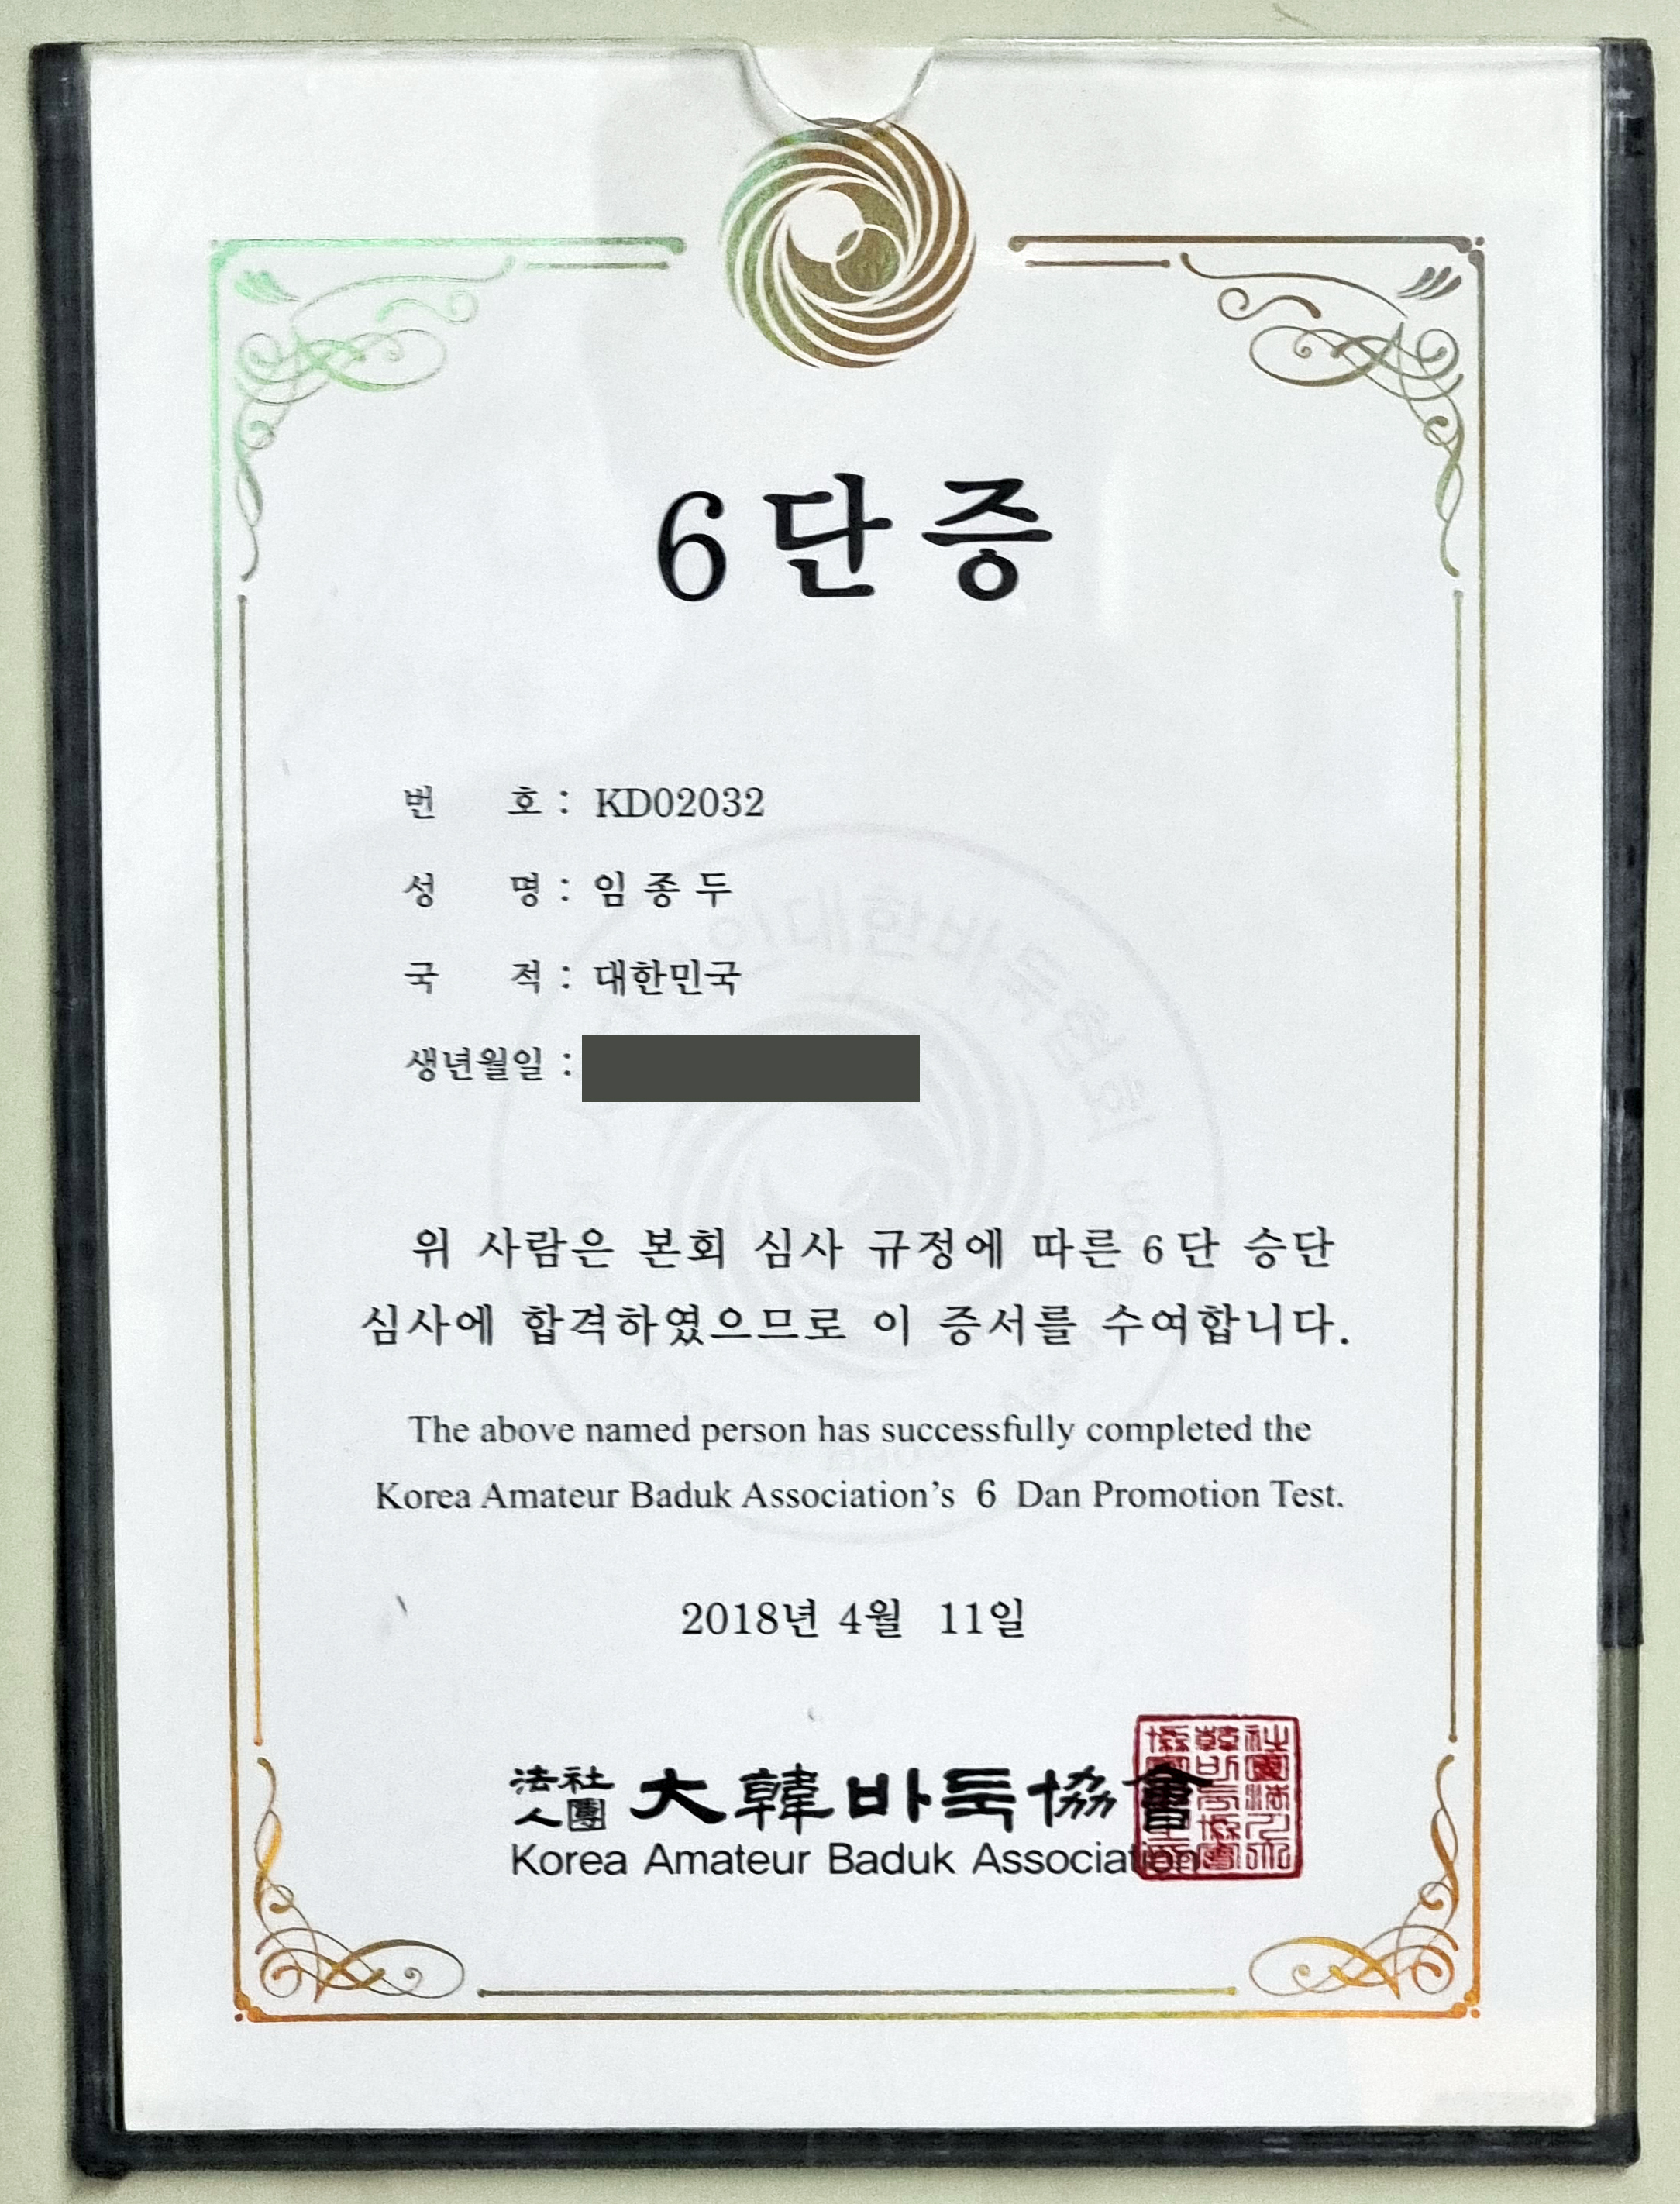 6단증
번 호 : KD02032
성 명 : 임 종 두
국 적 : 대한민국
생년월일 :
위 사람은 본회 심사 규정에 따른 6단 승단
심사에 합격하였으므로 이 증서를 수여합니다.
The above named person has successfully completed the
Korea Amateur Baduk Association's 6 Dan Promotion Test.
2018년 4월 11일
法社
人團 大韓바둑協會
Korea Amateur Baduk Association